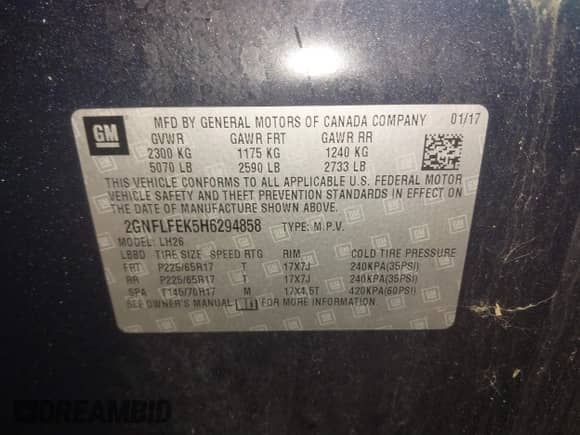 GM
MFD BY GENERAL MOTORS OF CANADA COMPANY 01/17
GVWR GAWR FRT GAWR RR
2300 KG 1175 KG 1240 KG
5070 LB 2590 LB 2733 LB
THIS VEHICLE CONFORMS TO ALL APPLICABLE U.S. FEDERAL MOTOR
VEHICLE SAFETY AND THEFT PREVENTION STANDARDS IN EFFECT ON
THE DATE OF MANUFACTURE SHOWN ABOVE.
2GNFLFEK5H6294858 TYPE: M.P.V.
MODEL: LH26
LBBD TIRE SIZE SPEED RTG RIM COLD TIRE PRESSURE
FRT P225/65R17 T 17X7J 240KPA(35PSI)
RR P225/65R17 T 17X7J 240KPA(35PSI)
SPA T145/70R17 M 17X4.5T 420KPA(60PSI)
SEE OWNER'S MANUAL FOR MORE INFORMATION.
DREAMBID